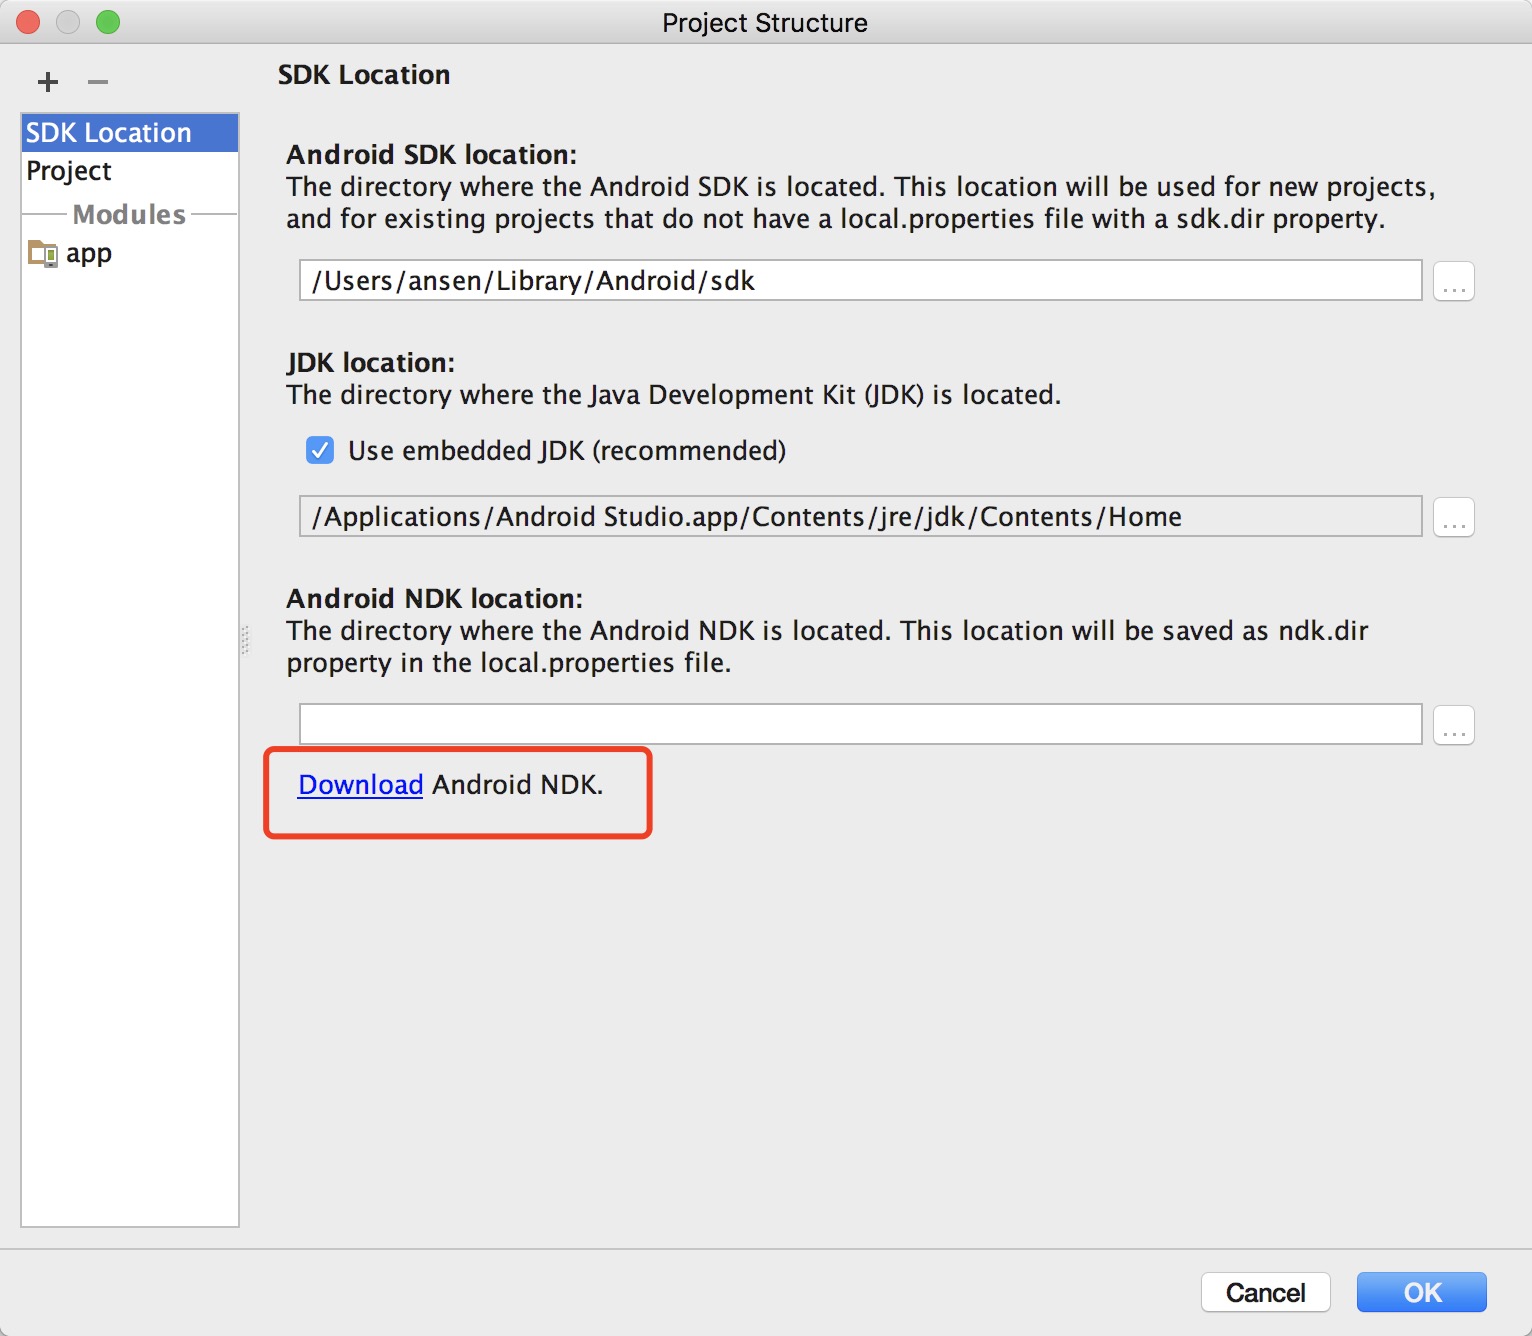 Project Structure
SDK Location
Project
Modules
app
SDK Location
Android SDK location:
The directory where the Android SDK is located. This location will be used for new projects,
and for existing projects that do not have a local.properties file with a sdk.dir property.
/Users/ansen/Library/Android/sdk
...
JDK location:
The directory where the Java Development Kit (JDK) is located.
Use embedded JDK (recommended)
/Applications/Android Studio.app/Contents/jre/jdk/Contents/Home
...
Android NDK location:
The directory where the Android NDK is located. This location will be saved as ndk.dir
property in the local.properties file.
...
Download Android NDK.
Cancel
OK